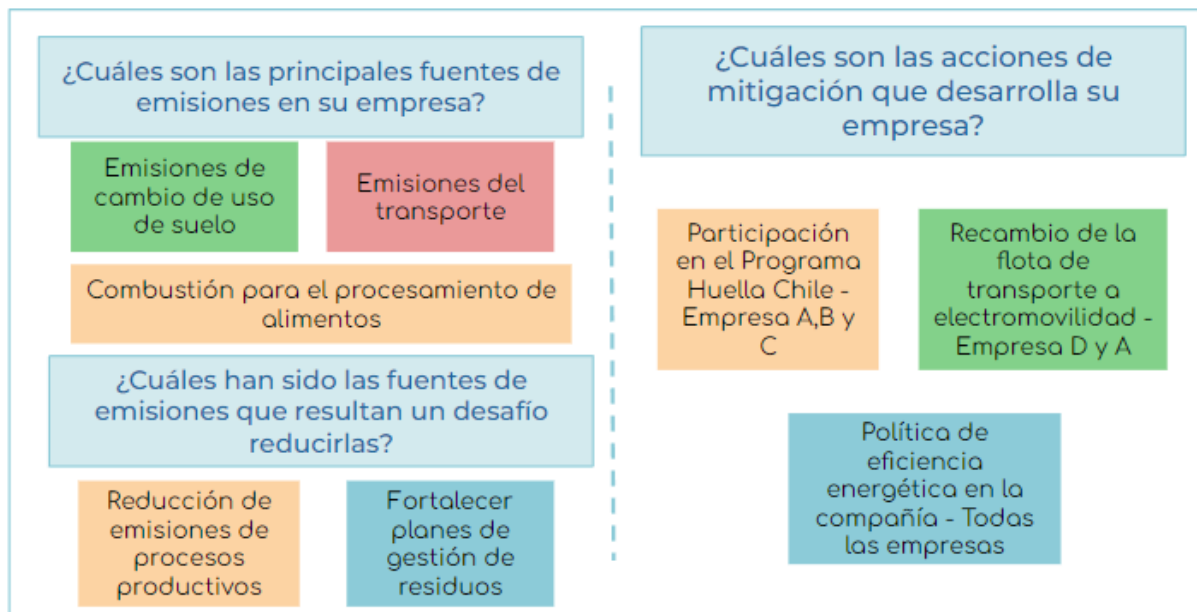 ¿Cuáles son las principales fuentes de
emisiones en su empresa?
Emisiones de
cambio de uso
de suelo
Emisiones del
transporte
Combustión para el procesamiento de
alimentos
¿Cuáles han sido las fuentes de
emisiones que resultan un desafío
reducirlas?
Reducción de
emisiones de
procesos
productivos
Fortalecer
planes de
gestión de
residuos
¿Cuáles son las acciones de
mitigación que desarrolla su
empresa?
Participación
en el Programa
Huella Chile -
Empresa A,B y
C
Recambio de la
flota de
transporte a
electromovilidad -
Empresa D y A
Política de
eficiencia
energética en la
compañía - Todas
las empresas